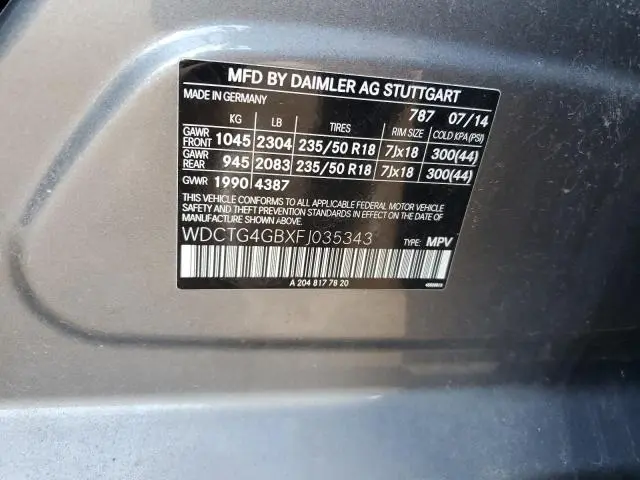 MFD BY DAIMLER AG STUTTGART
MADE IN GERMANY 787 07/14
KG LB TIRES RIM SIZE COLD KPA(PSI)
GAWR FRONT 1045 2304 235/50 R18 7Jx18 300(44)
GAWR REAR 945 2083 235/50 R18 7Jx18 300(44)
GVWR 1990 4387
THIS VEHICLE CONFORMS TO ALL APPLICABLE FEDERAL MOTOR VEHICLE
SAFETY AND THEFT PREVENTION STANDARDS IN EFFECT ON THE DATE OF
MANUFACTURE SHOWN ABOVE.
WDCTG4GBXFJ035343 TYPE: MPV
A 204 817 78 20